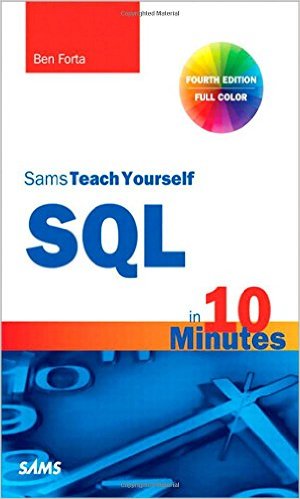 Ben Forta
FOURTH EDITION
FULL COLOR
Sams Teach Yourself
SQL
in 10
Minutes
SAMS